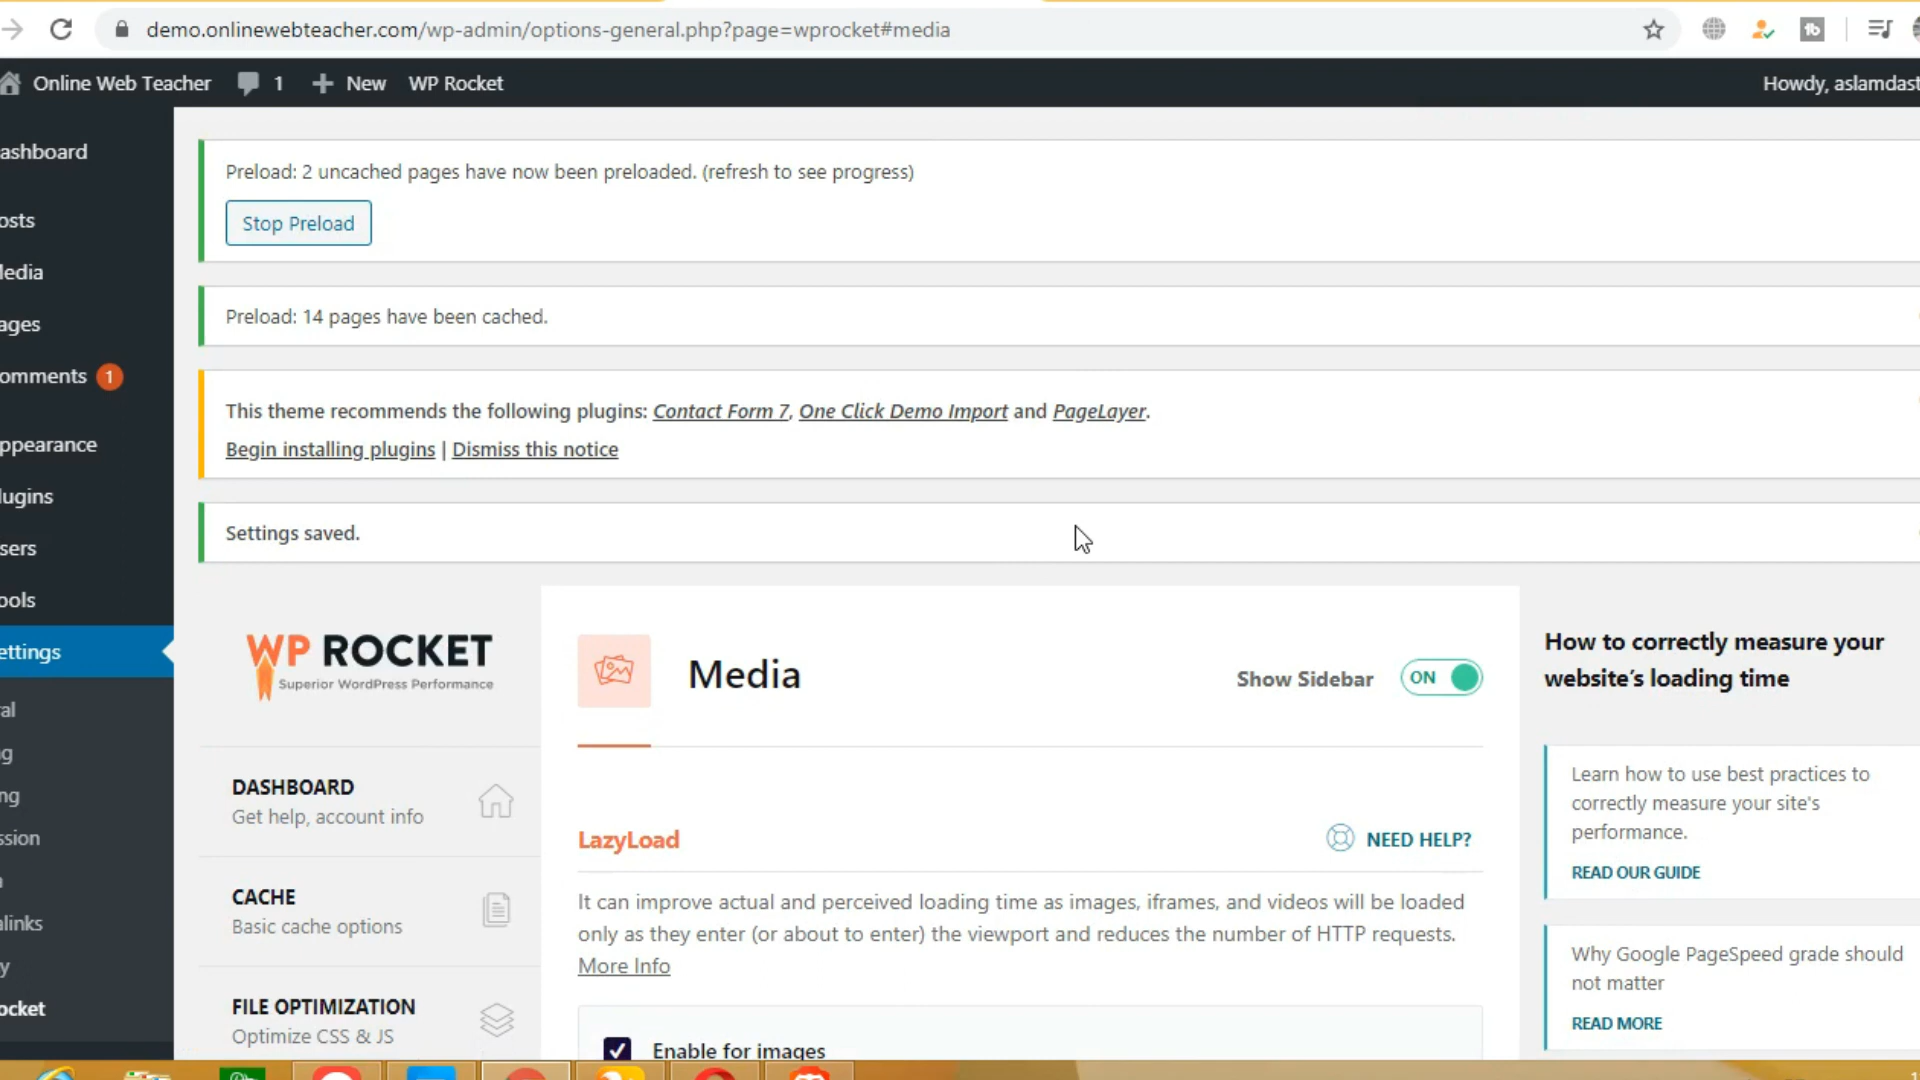 demo.onlinewebteacher.com/wp-admin/options-general.php?page=wprocket#media
Online Web Teacher 1 New WP Rocket Howdy, aslamdast
ashboard
osts
edia
ages
omments 1
ppearance
lugins
sers
ools
ettings
al
g
ng
ssion
links
y
ocket
Preload: 2 uncached pages have now been preloaded. (refresh to see progress)
Stop Preload
Preload: 14 pages have been cached.
This theme recommends the following plugins: Contact Form 7, One Click Demo Import and PageLayer.
Begin installing plugins | Dismiss this notice
Settings saved.
WP ROCKET
Superior WordPress Performance
DASHBOARD
Get help, account info
CACHE
Basic cache options
FILE OPTIMIZATION
Optimize CSS & JS
Media
Show Sidebar ON
LazyLoad
NEED HELP?
It can improve actual and perceived loading time as images, iframes, and videos will be loaded
only as they enter (or about to enter) the viewport and reduces the number of HTTP requests.
More Info
Enable for images
How to correctly measure your
website's loading time
Learn how to use best practices to
correctly measure your site's
performance.
READ OUR GUIDE
Why Google PageSpeed grade should
not matter
READ MORE